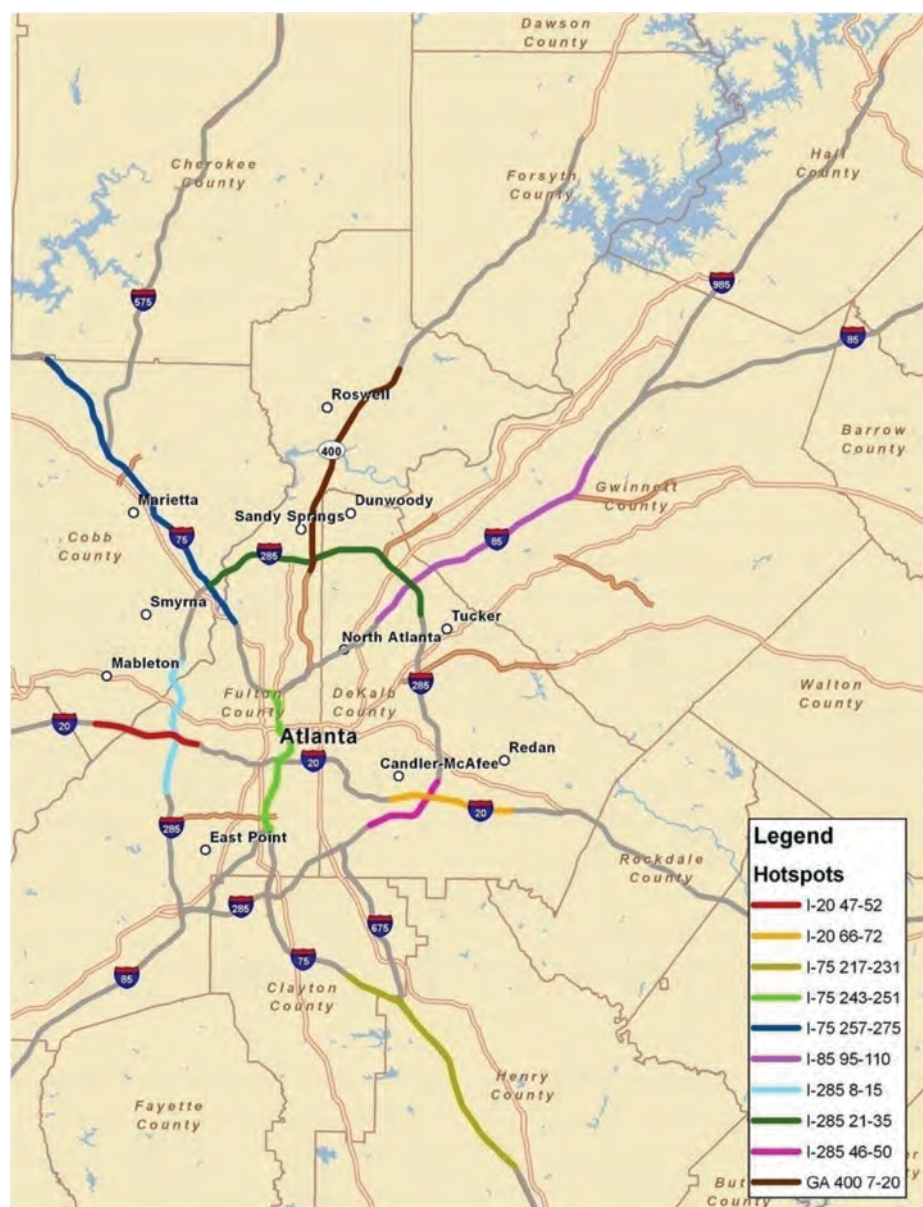 Dawson
County
Cherokee
County
Forsyth
County
Hall
County
575
985
85
Roswell
Barrow
County
400
Gwinnett
County
Marietta
Dunwoody
Sandy Springs
75
85
Cobb
County
285
Smyrna
Tucker
North Atlanta
Mableton
285
Fulton
County
DeKalb
County
Walton
County
20
Atlanta
20
Redan
Candler-McAfee
20
285
East Point
Rockdale
County
285
675
75
85
Clayton
County
Henry
County
Fayette
County
Legend
Hotspots
I-20 47-52
I-20 66-72
I-75 217-231
I-75 243-251
I-75 257-275
I-85 95-110
I-285 8-15
I-285 21-35
I-285 46-50
GA 400 7-20